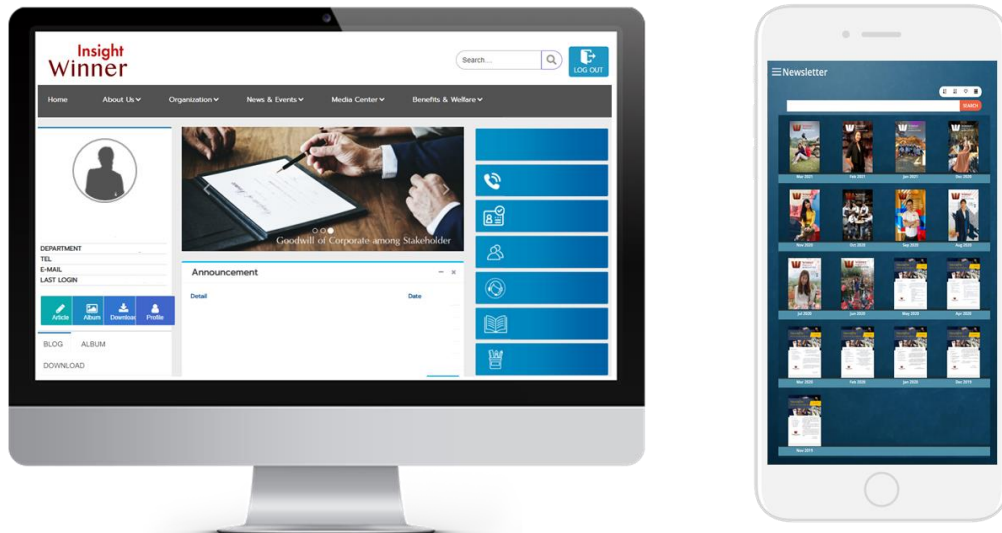 Insight
Winner
Search...
LOG OUT
Home About Us Organization News & Events Media Center Benefits & Welfare
Goodwill of Corporate among Stakeholder
DEPARTMENT
TEL
E-MAIL
LAST LOGIN
Article Album Download Profile
BLOG ALBUM
DOWNLOAD
Announcement
Detail Date
Newsletter
SEARCH
Mar 2021 Feb 2021 Jan 2021 Dec 2020
Nov 2020 Oct 2020 Sep 2020 Aug 2020
Jul 2020 Jun 2020 May 2020 Apr 2020
Mar 2020 Feb 2020 Jan 2020 Dec 2019
Nov 2019